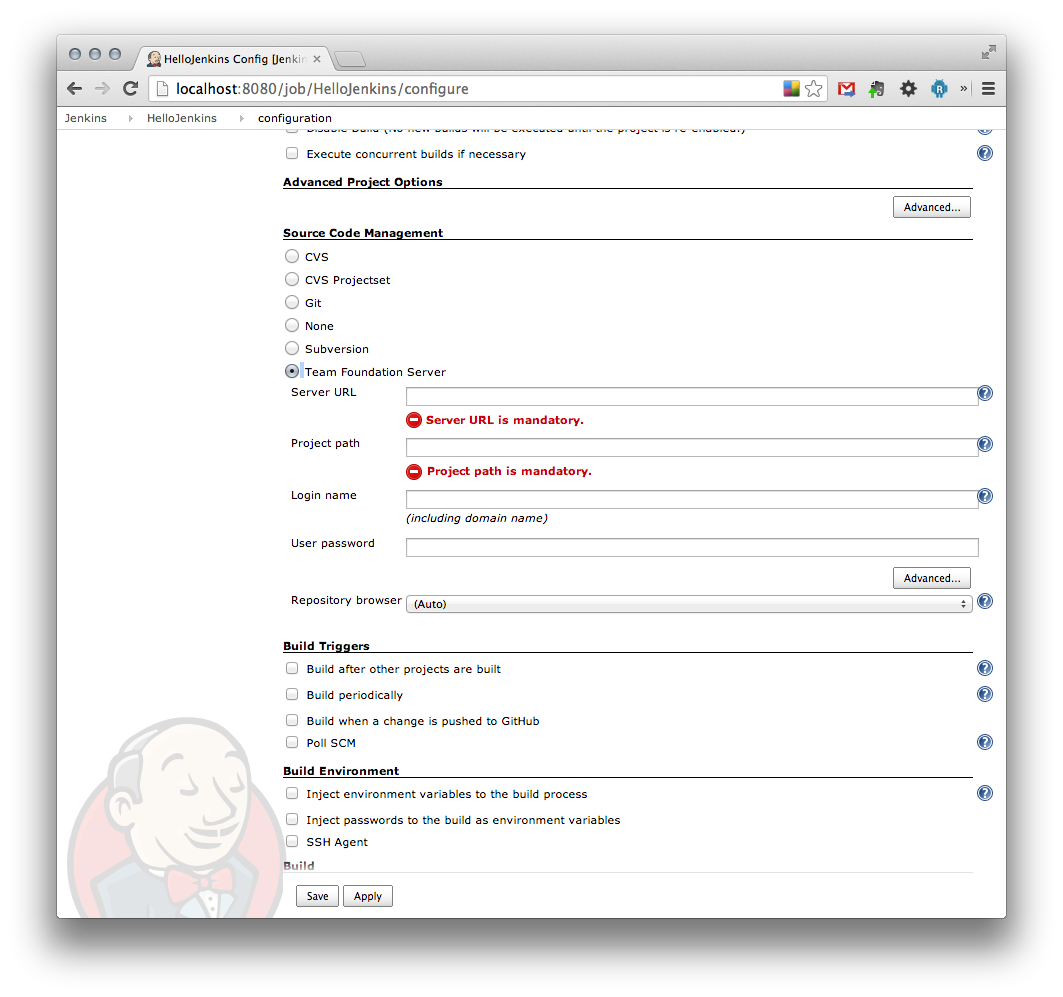 HelloJenkins Config [Jenkin
localhost:8080/job/HelloJenkins/configure
Jenkins HelloJenkins configuration
Disable Build (No new builds will be executed until the project is re-enabled.)
Execute concurrent builds if necessary
Advanced Project Options
Advanced...
Source Code Management
CVS
CVS Projectset
Git
None
Subversion
Team Foundation Server
Server URL
Server URL is mandatory.
Project path
Project path is mandatory.
Login name
(including domain name)
User password
Advanced...
Repository browser (Auto)
Build Triggers
Build after other projects are built
Build periodically
Build when a change is pushed to GitHub
Poll SCM
Build Environment
Inject environment variables to the build process
Inject passwords to the build as environment variables
SSH Agent
Build
Save Apply